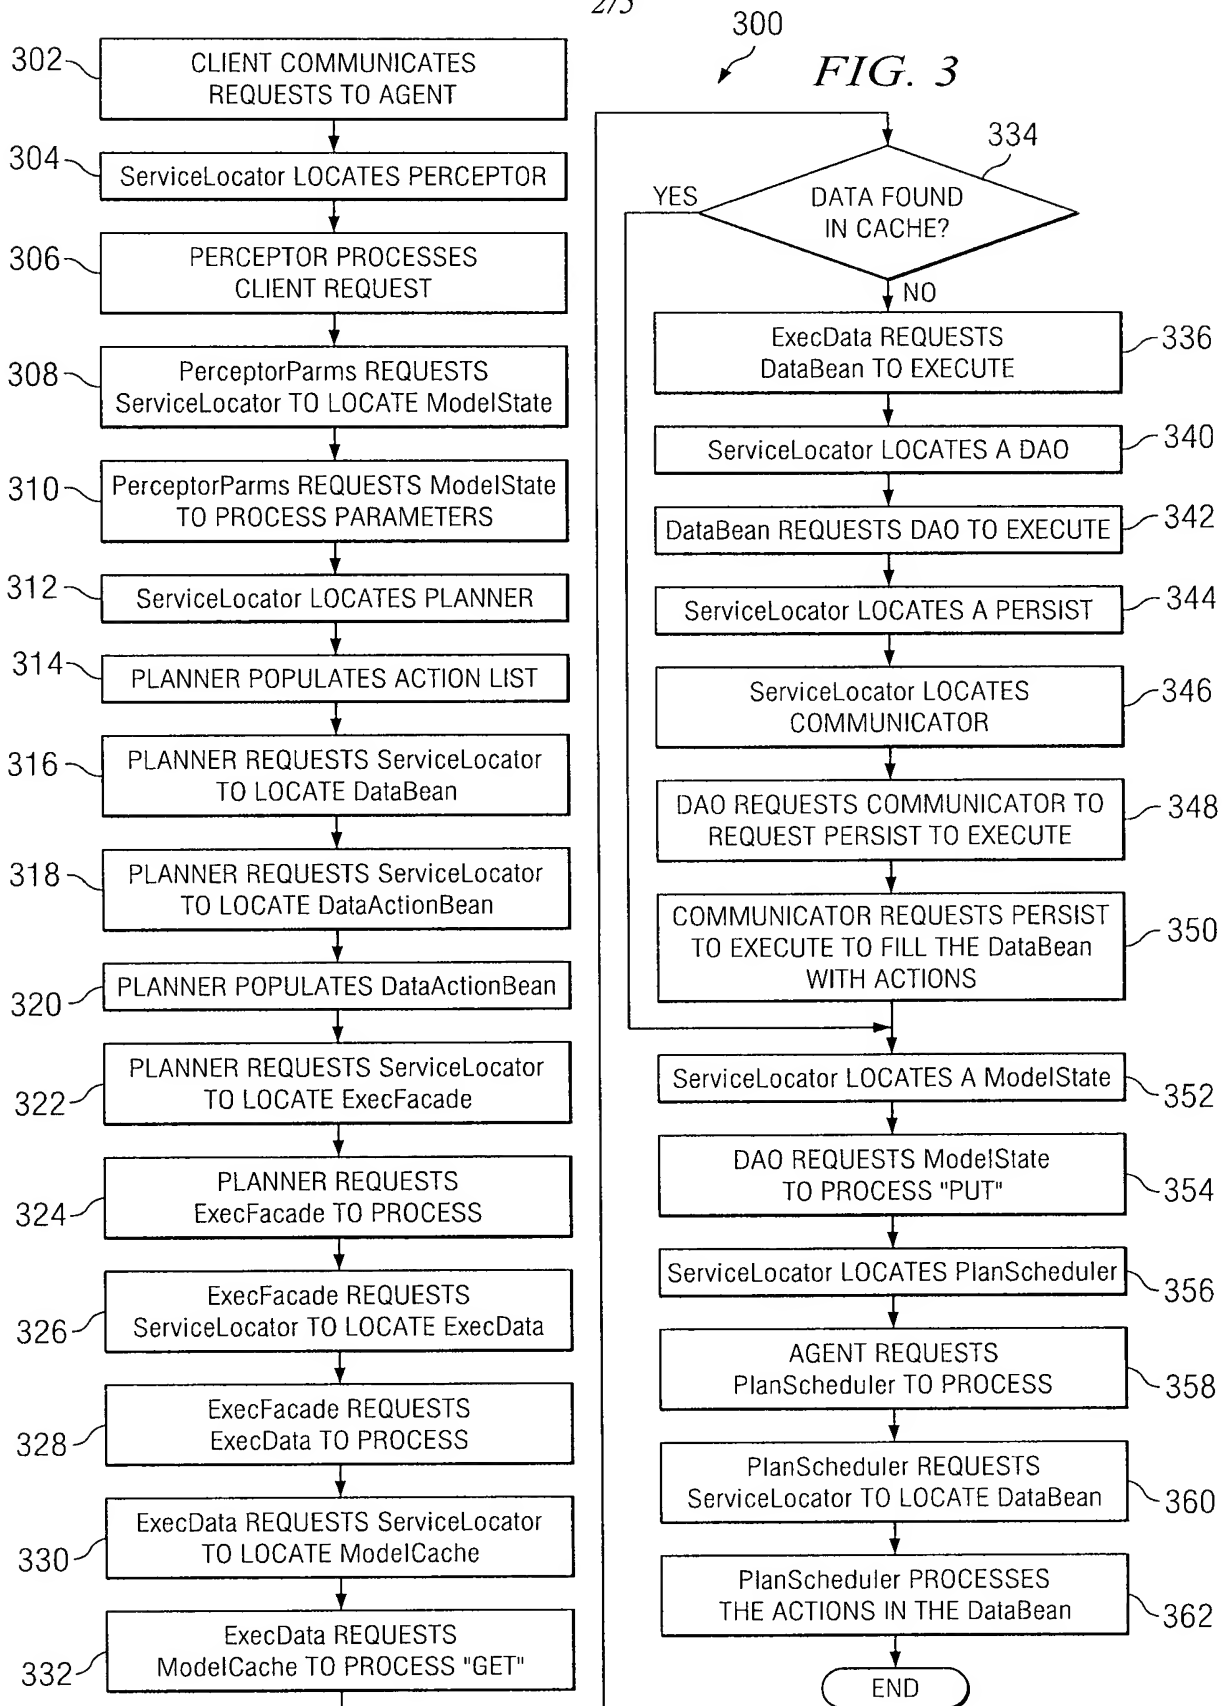 2/5
300
FIG. 3
302
CLIENT COMMUNICATES
REQUESTS TO AGENT
304
ServiceLocator LOCATES PERCEPTOR
306
PERCEPTOR PROCESSES
CLIENT REQUEST
308
PerceptorParms REQUESTS
ServiceLocator TO LOCATE ModelState
310
PerceptorParms REQUESTS ModelState
TO PROCESS PARAMETERS
312
ServiceLocator LOCATES PLANNER
314
PLANNER POPULATES ACTION LIST
316
PLANNER REQUESTS ServiceLocator
TO LOCATE DataBean
318
PLANNER REQUESTS ServiceLocator
TO LOCATE DataActionBean
320
PLANNER POPULATES DataActionBean
322
PLANNER REQUESTS ServiceLocator
TO LOCATE ExecFacade
324
PLANNER REQUESTS
ExecFacade TO PROCESS
326
ExecFacade REQUESTS
ServiceLocator TO LOCATE ExecData
328
ExecFacade REQUESTS
ExecData TO PROCESS
330
ExecData REQUESTS ServiceLocator
TO LOCATE ModelCache
332
ExecData REQUESTS
ModelCache TO PROCESS "GET"
334
DATA FOUND
IN CACHE?
YES
NO
ExecData REQUESTS
DataBean TO EXECUTE
336
ServiceLocator LOCATES A DAO
340
DataBean REQUESTS DAO TO EXECUTE
342
ServiceLocator LOCATES A PERSIST
344
ServiceLocator LOCATES
COMMUNICATOR
346
DAO REQUESTS COMMUNICATOR TO
REQUEST PERSIST TO EXECUTE
348
COMMUNICATOR REQUESTS PERSIST
TO EXECUTE TO FILL THE DataBean
WITH ACTIONS
350
ServiceLocator LOCATES A ModelState
352
DAO REQUESTS ModelState
TO PROCESS "PUT"
354
ServiceLocator LOCATES PlanScheduler
356
AGENT REQUESTS
PlanScheduler TO PROCESS
358
PlanScheduler REQUESTS
ServiceLocator TO LOCATE DataBean
360
PlanScheduler PROCESSES
THE ACTIONS IN THE DataBean
362
END